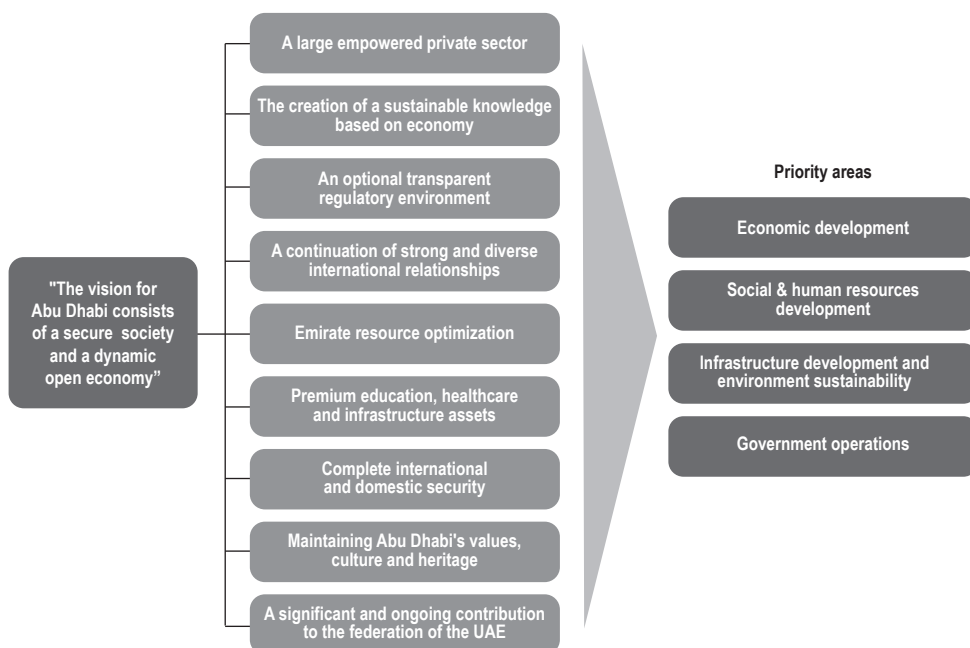 "The vision for
Abu Dhabi consists
of a secure society
and a dynamic
open economy”
A large empowered private sector
The creation of a sustainable knowledge
based on economy
An optional transparent
regulatory environment
A continuation of strong and diverse
international relationships
Emirate resource optimization
Premium education, healthcare
and infrastructure assets
Complete international
and domestic security
Maintaining Abu Dhabi's values,
culture and heritage
A significant and ongoing contribution
to the federation of the UAE
Priority areas
Economic development
Social & human resources
development
Infrastructure development and
environment sustainability
Government operations